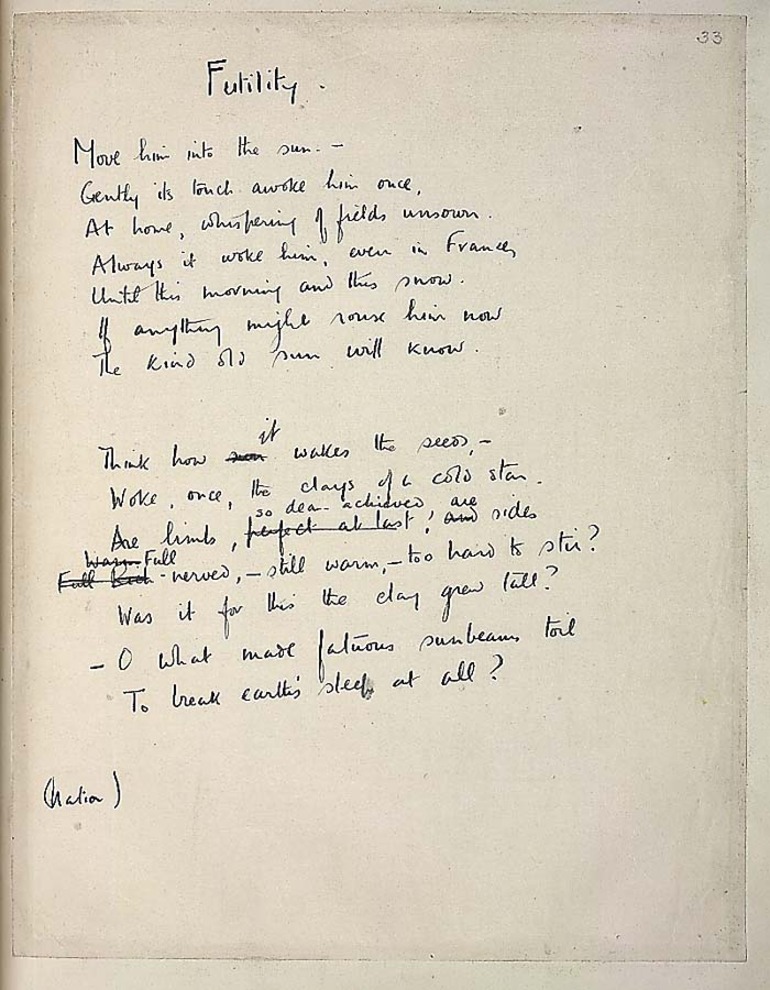 33
Futility.
Move him into the sun. –
Gently its touch awoke him once,
At home, whispering of fields unsown.
Always it woke him, even in France,
Until this morning and this snow.
If anything might rouse him now
The kind old sun will know.
it
Think how sun wakes the seeds, –
Woke, once, the clays of a cold star.
so dear-achieved, are
Are limbs, perfect at last, and sides
Warm Full
Full Rich-nerved, – still warm, – too hard to stir?
Was it for this the clay grew tall?
– O what made fatuous sunbeams toil
To break earth's sleep at all?
(Nation)